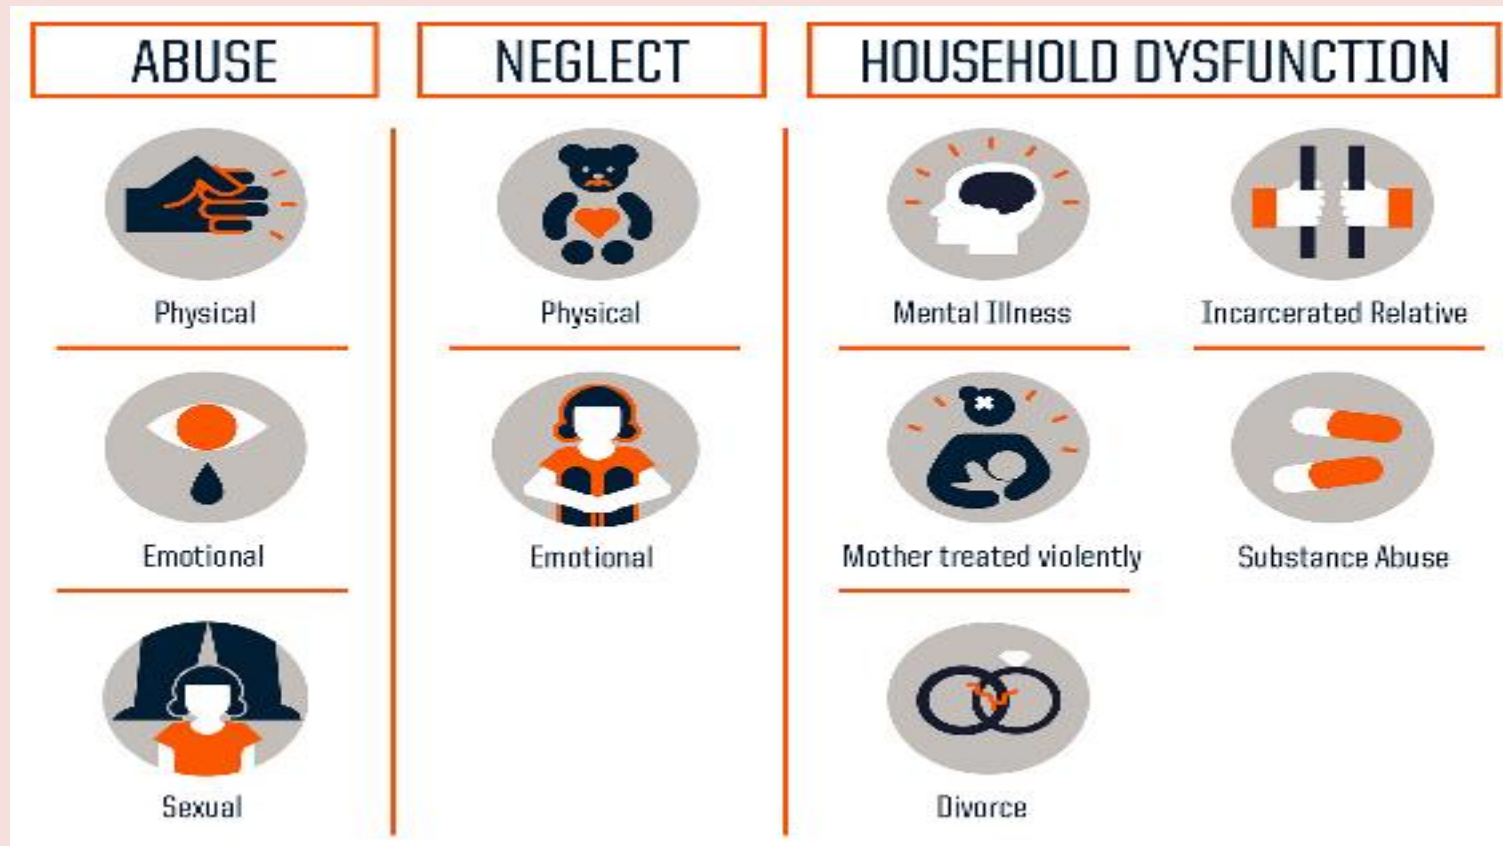 ABUSE
Physical
Emotional
Sexual
NEGLECT
Physical
Emotional
HOUSEHOLD DYSFUNCTION
Mental Illness
Incarcerated Relative
Mother treated violently
Substance Abuse
Divorce